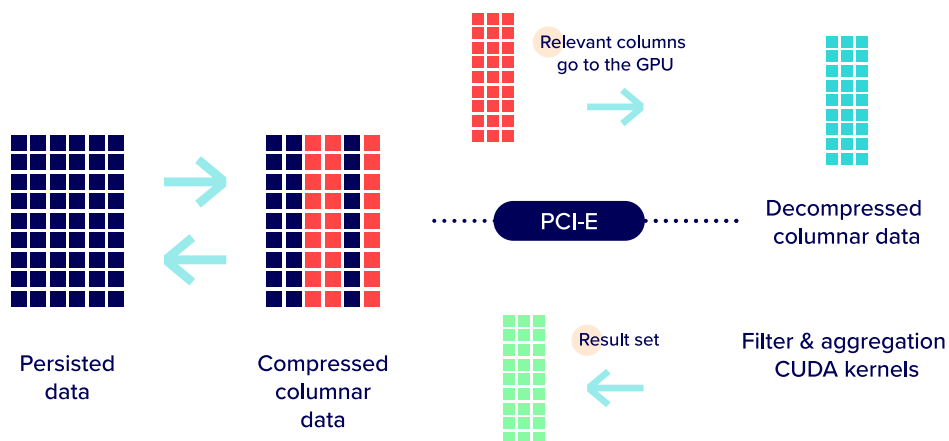 Relevant columns
go to the GPU
PCI-E
Decompressed
columnar data
Persisted
data
Compressed
columnar
data
Result set
Filter & aggregation
CUDA kernels